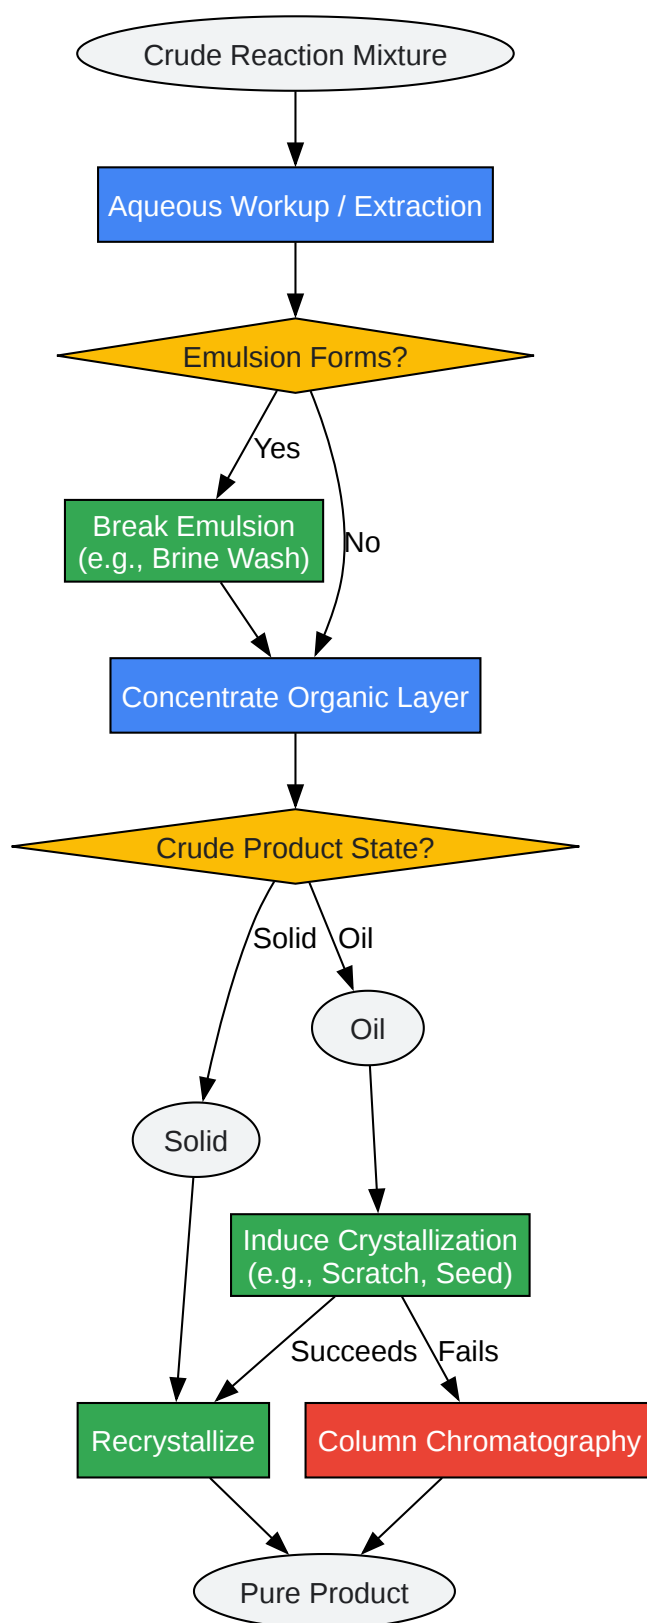 Crude Reaction Mixture
Aqueous Workup / Extraction
Emulsion Forms?
Yes
Break Emulsion
(e.g., Brine Wash)
No
Concentrate Organic Layer
Crude Product State?
Solid
Oil
Oil
Solid
Induce Crystallization
(e.g., Scratch, Seed)
Succeeds
Fails
Recrystallize
Column Chromatography
Pure Product